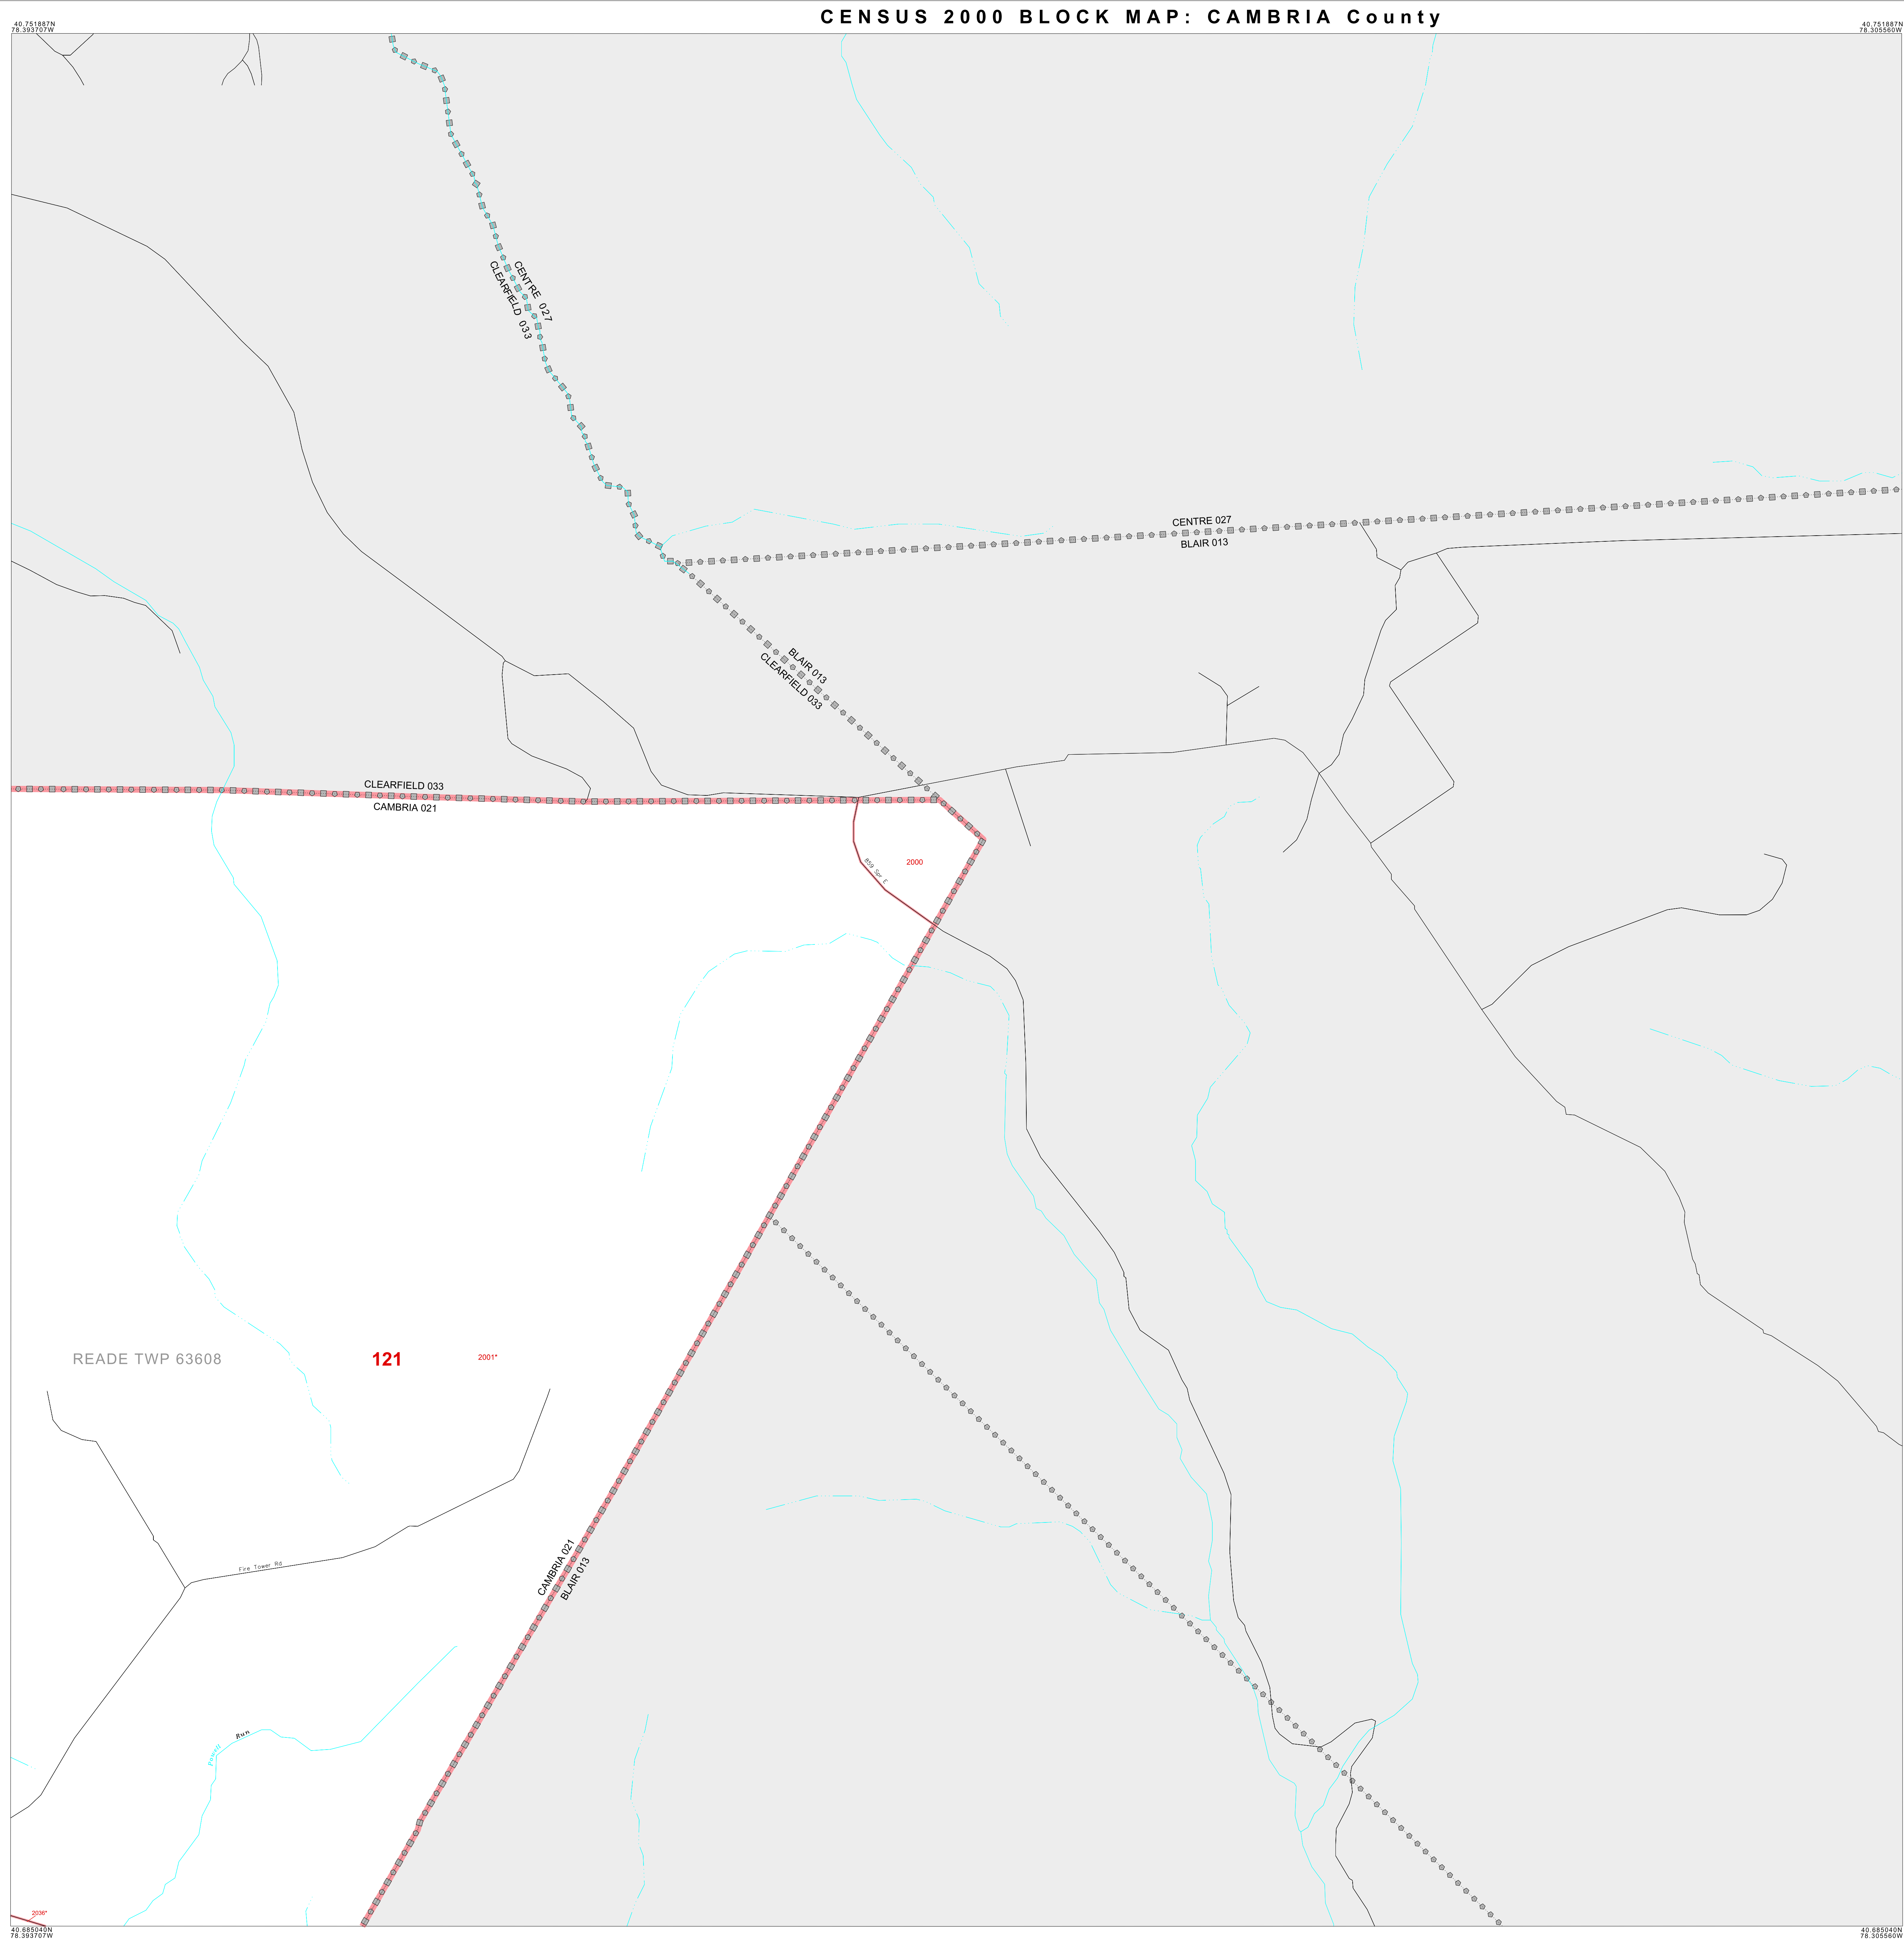 CENSUS 2000 BLOCK MAP: CAMBRIA County
40.751887N
78.393707W
40.751887N
78.305560W
CENTRE 027
CLEARFIELD 033
CENTRE 027
BLAIR 013
BLAIR 013
CLEARFIELD 033
CLEARFIELD 033
CAMBRIA 021
859 Spr E
2000
READE TWP 63608
121
2001*
Fire Tower Rd
CAMBRIA 021
BLAIR 013
Run
2036*
40.685040N
78.393707W
40.685040N
78.305560W